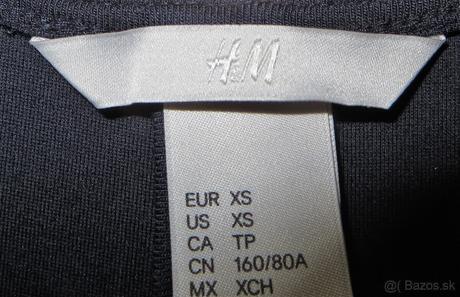 H&M
EUR XS
US XS
CA TP
CN 160/80A
MX XCH
@( Bazos.sk